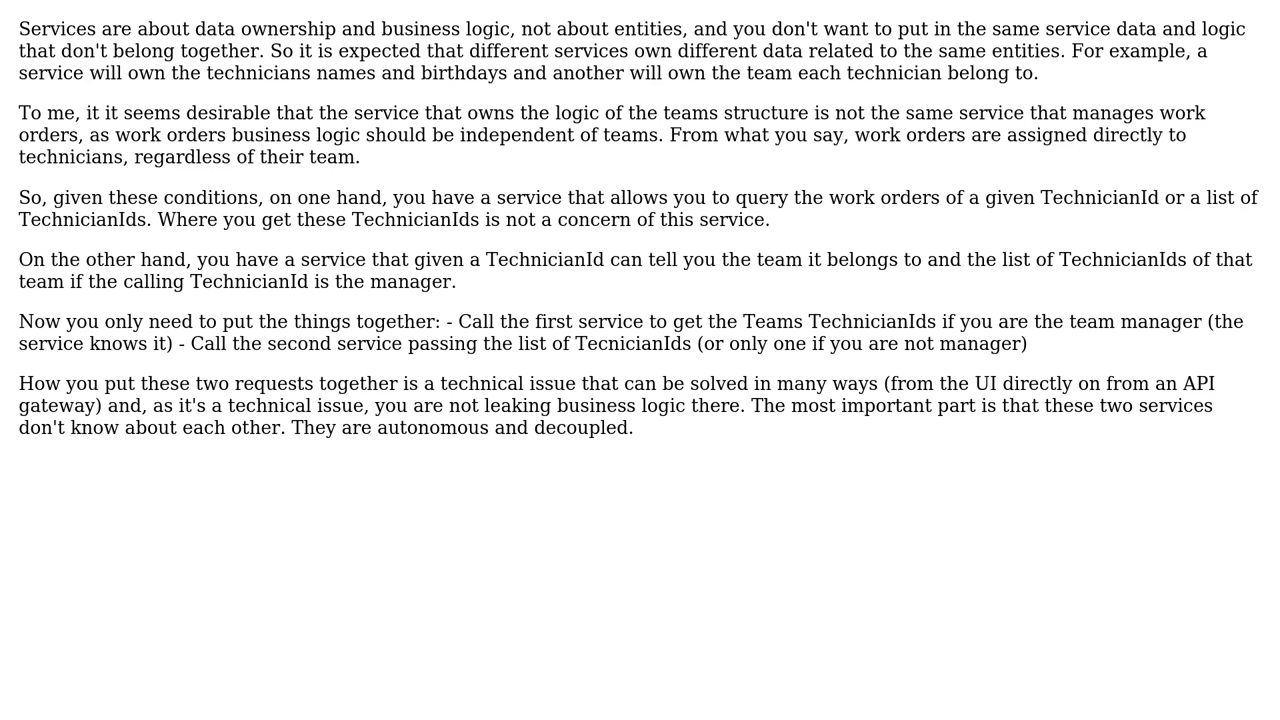 Services are about data ownership and business logic, not about entities, and you don't want to put in the same service data and logic
that don't belong together. So it is expected that different services own different data related to the same entities. For example, a
service will own the technicians names and birthdays and another will own the team each technician belong to.
To me, it it seems desirable that the service that owns the logic of the teams structure is not the same service that manages work
orders, as work orders business logic should be independent of teams. From what you say, work orders are assigned directly to
technicians, regardless of their team.
So, given these conditions, on one hand, you have a service that allows you to query the work orders of a given TechnicianId or a list of
TechnicianIds. Where you get these TechnicianIds is not a concern of this service.
On the other hand, you have a service that given a TechnicianId can tell you the team it belongs to and the list of TechnicianIds of that
team if the calling TechnicianId is the manager.
Now you only need to put the things together: - Call the first service to get the Teams TechnicianIds if you are the team manager (the
service knows it) - Call the second service passing the list of TecnicianIds (or only one if you are not manager)
How you put these two requests together is a technical issue that can be solved in many ways (from the UI directly on from an API
gateway) and, as it's a technical issue, you are not leaking business logic there. The most important part is that these two services
don't know about each other. They are autonomous and decoupled.